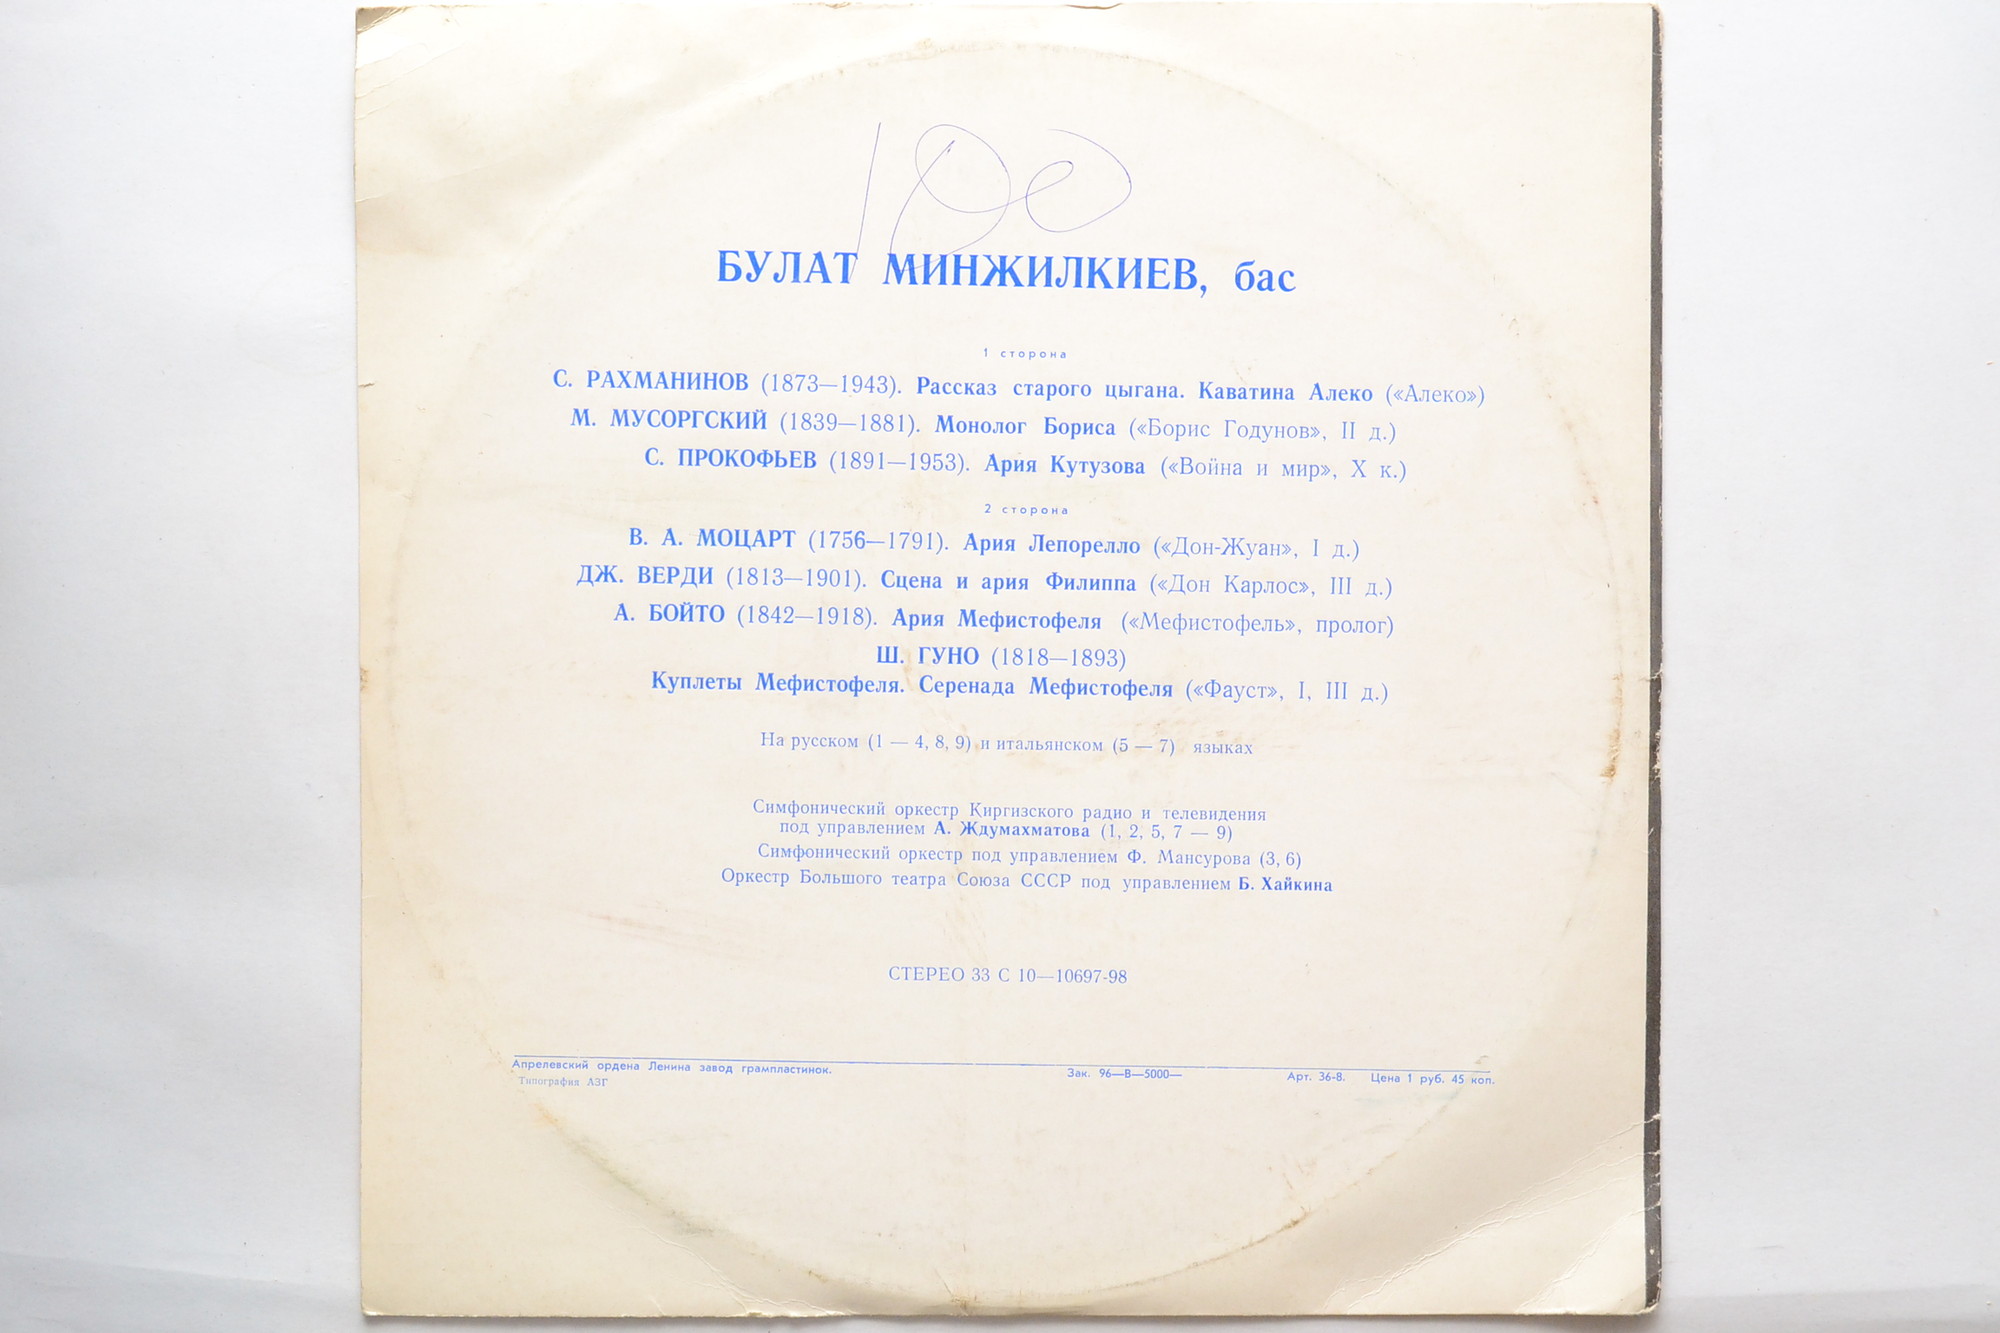 100
БУЛАТ МИНЖИЛКИЕВ, бас
1 сторона
С. РАХМАНИНОВ (1873—1943). Рассказ старого цыгана. Каватина Алеко («Алеко»)
М. МУСОРГСКИЙ (1839—1881). Монолог Бориса («Борис Годунов», II д.)
С. ПРОКОФЬЕВ (1891—1953). Ария Кутузова («Война и мир», X к.)
2 сторона
В. А. МОЦАРТ (1756—1791). Ария Лепорелло («Дон-Жуан», I д.)
ДЖ. ВЕРДИ (1813—1901). Сцена и ария Филиппа («Дон Карлос», III д.)
А. БОЙТО (1842—1918). Ария Мефистофеля («Мефистофель», пролог)
Ш. ГУНО (1818—1893)
Куплеты Мефистофеля. Серенада Мефистофеля («Фауст», I, III д.)
На русском (1 — 4, 8, 9) и итальянском (5 — 7) языках
Симфонический оркестр Киргизского радио и телевидения
под управлением А. Ждумахматова (1, 2, 5, 7 — 9)
Симфонический оркестр под управлением Ф. Мансурова (3, 6)
Оркестр Большого театра Союза СССР под управлением Б. Хайкина
СТЕРЕО 33 С 10—10697-98
Апрелевский ордена Ленина завод грампластинок. Зак. 96—В—5000— Арт. 36-8. Цена 1 руб. 45 коп.
Типография АЗГ